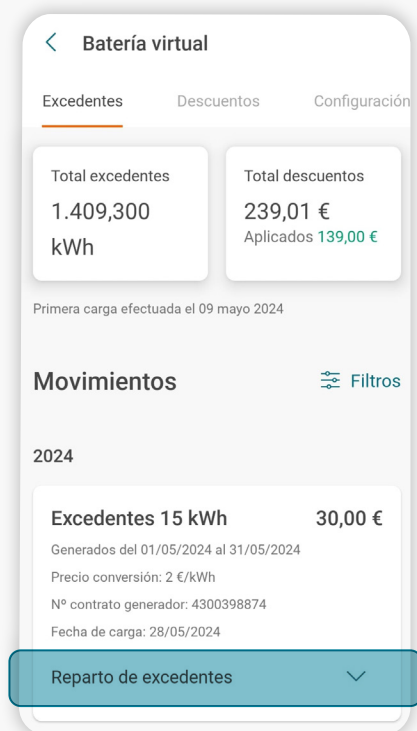 Batería virtual
Excedentes Descuentos Configuración
Total excedentes
1.409,300
kWh
Total descuentos
239,01 €
Aplicados 139,00 €
Primera carga efectuada el 09 mayo 2024
Movimientos
Filtros
2024
Excedentes 15 kWh 30,00 €
Generados del 01/05/2024 al 31/05/2024
Precio conversión: 2 €/kWh
Nº contrato generador: 4300398874
Fecha de carga: 28/05/2024
Reparto de excedentes